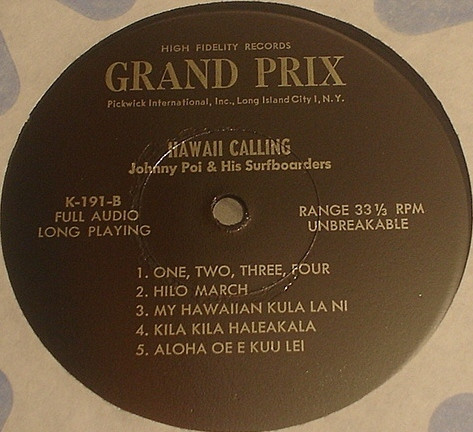 HIGH FIDELITY RECORDS
GRAND PRIX
Pickwick International, Inc., Long Island City 1, N.Y.
HAWAII CALLING
Johnny Poi & His Surfboarders
K-191-B
FULL AUDIO
LONG PLAYING
RANGE 33⅓ RPM
UNBREAKABLE
1. ONE, TWO, THREE, FOUR
2. HILO MARCH
3. MY HAWAIIAN KULA LA NI
4. KILA KILA HALEAKALA
5. ALOHA OE E KUU LEI